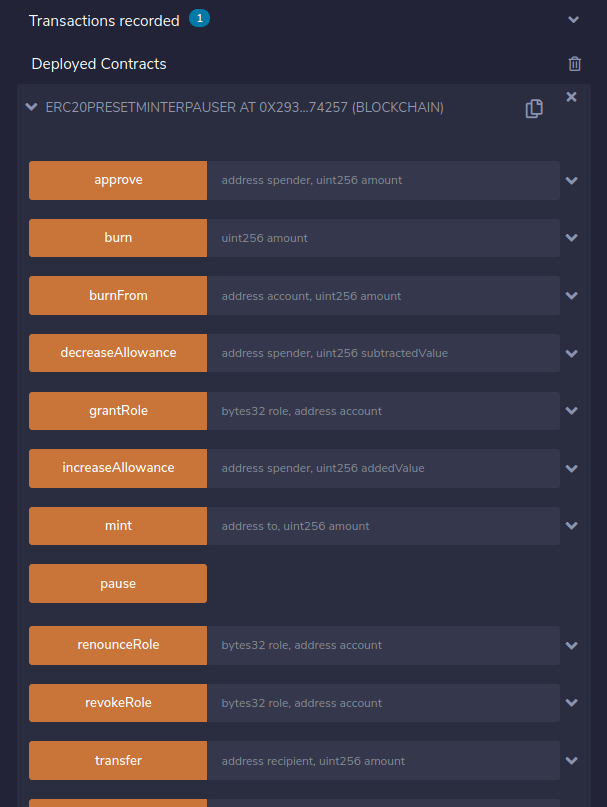 Transactions recorded 1
Deployed Contracts
ERC20PRESETMINTERPAUSER AT 0X293...74257 (BLOCKCHAIN)
approve address spender, uint256 amount
burn uint256 amount
burnFrom address account, uint256 amount
decreaseAllowance address spender, uint256 subtractedValue
grantRole bytes32 role, address account
increaseAllowance address spender, uint256 addedValue
mint address to, uint256 amount
pause
renounceRole bytes32 role, address account
revokeRole bytes32 role, address account
transfer address recipient, uint256 amount